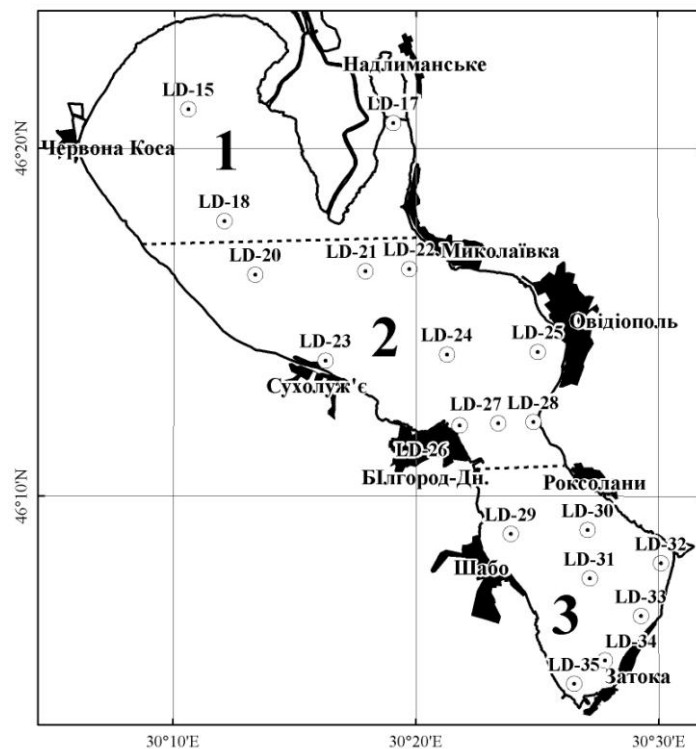 Надлиманське
LD-15
LD-17
46°20'N
Червона Коса
1
LD-18
LD-20
LD-21
LD-22
Миколаївка
Овідіополь
2
LD-23
LD-24
LD-25
Сухолуж'є
LD-27
LD-28
LD-26
БІлгород-Дн.
Роксолани
46°10'N
LD-29
LD-30
LD-32
Шабо
LD-31
3
LD-33
LD-34
LD-35
Затока
30°10'E
30°20'E
30°30'E